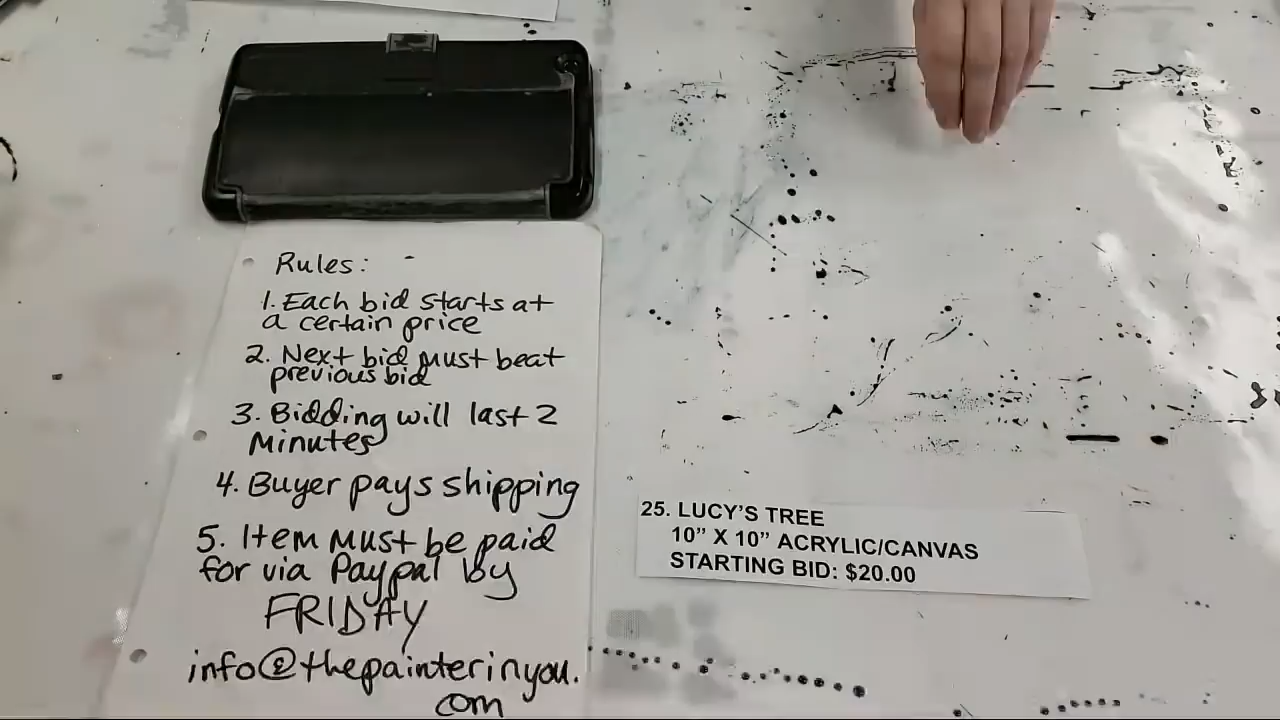 Rules:
1. Each bid starts at
a certain price
2. Next bid must beat
previous bid
3. Bidding will last 2
Minutes
4. Buyer pays shipping
5. Item must be paid
for via Paypal by
FRIDAY
info@thepainterinyou.
com
25. LUCY'S TREE
10" X 10" ACRYLIC/CANVAS
STARTING BID: $20.00